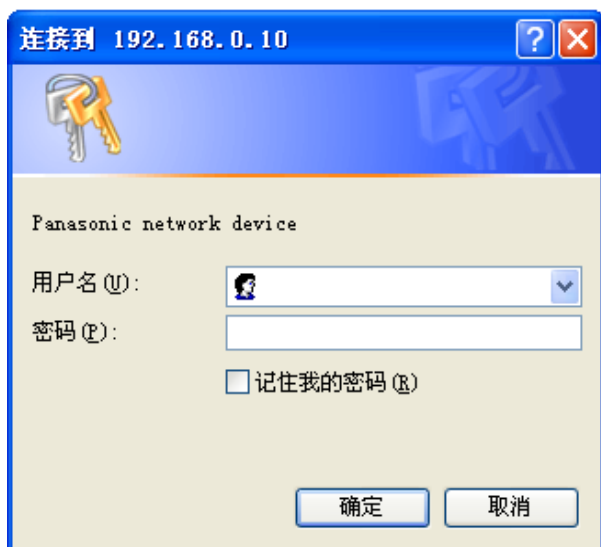 连接到 192.168.0.10
Panasonic network device
用户名(U):
密码(P):
记住我的密码(R)
确定 取消